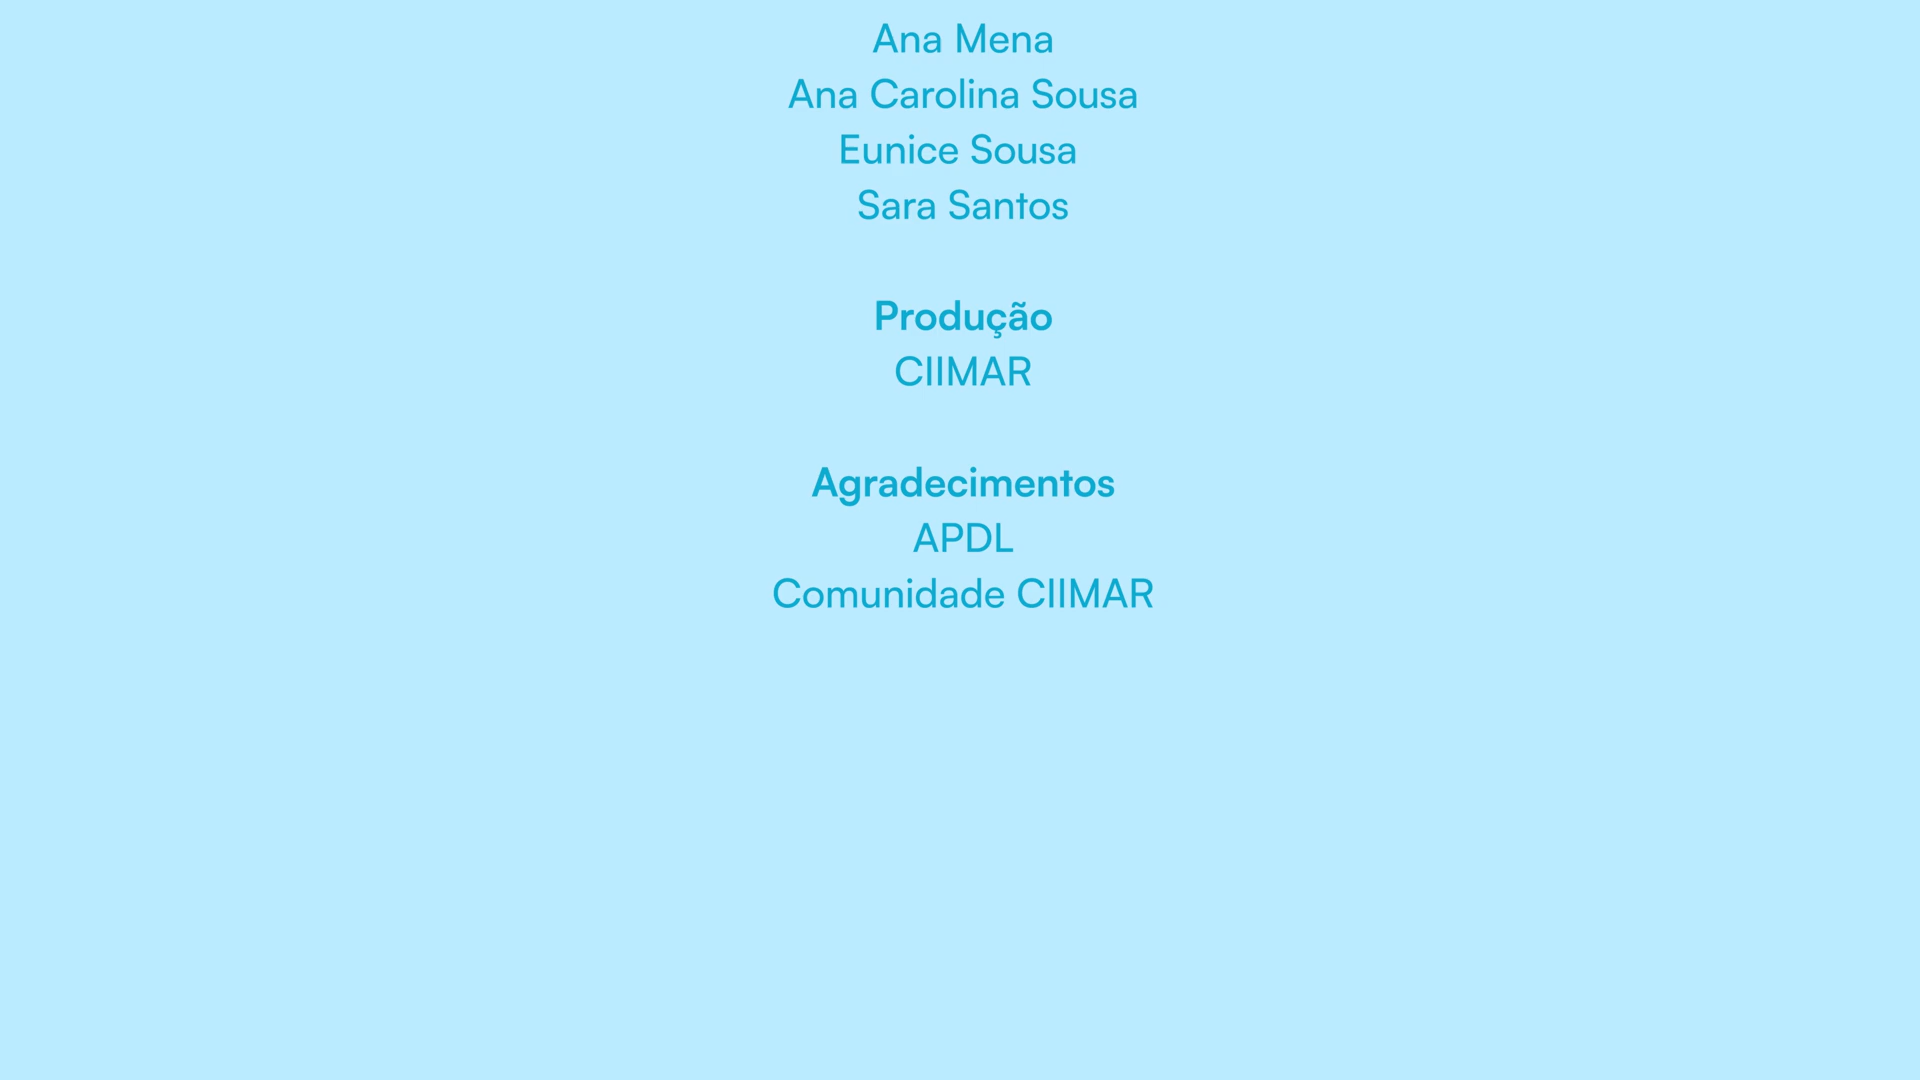 Ana Mena
Ana Carolina Sousa
Eunice Sousa
Sara Santos
Produção
CIIMAR
Agradecimentos
APDL
Comunidade CIIMAR